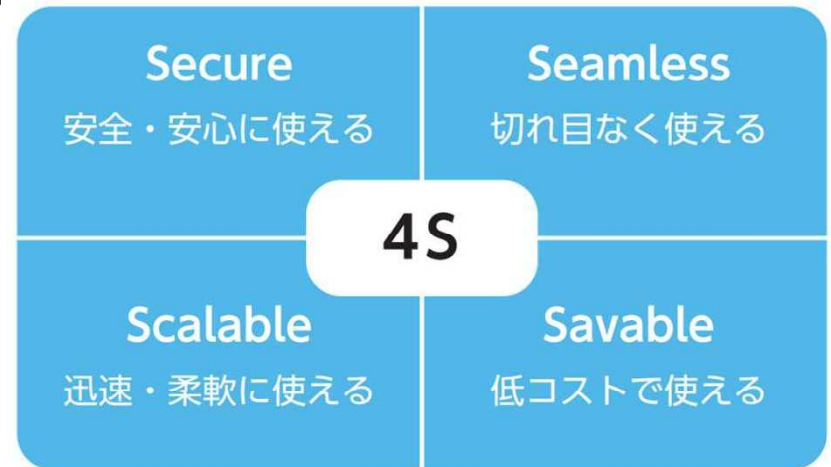 Secure
安全・安心に使える
Seamless
切れ目なく使える
4S
Scalable
迅速・柔軟に使える
Savable
低コストで使える